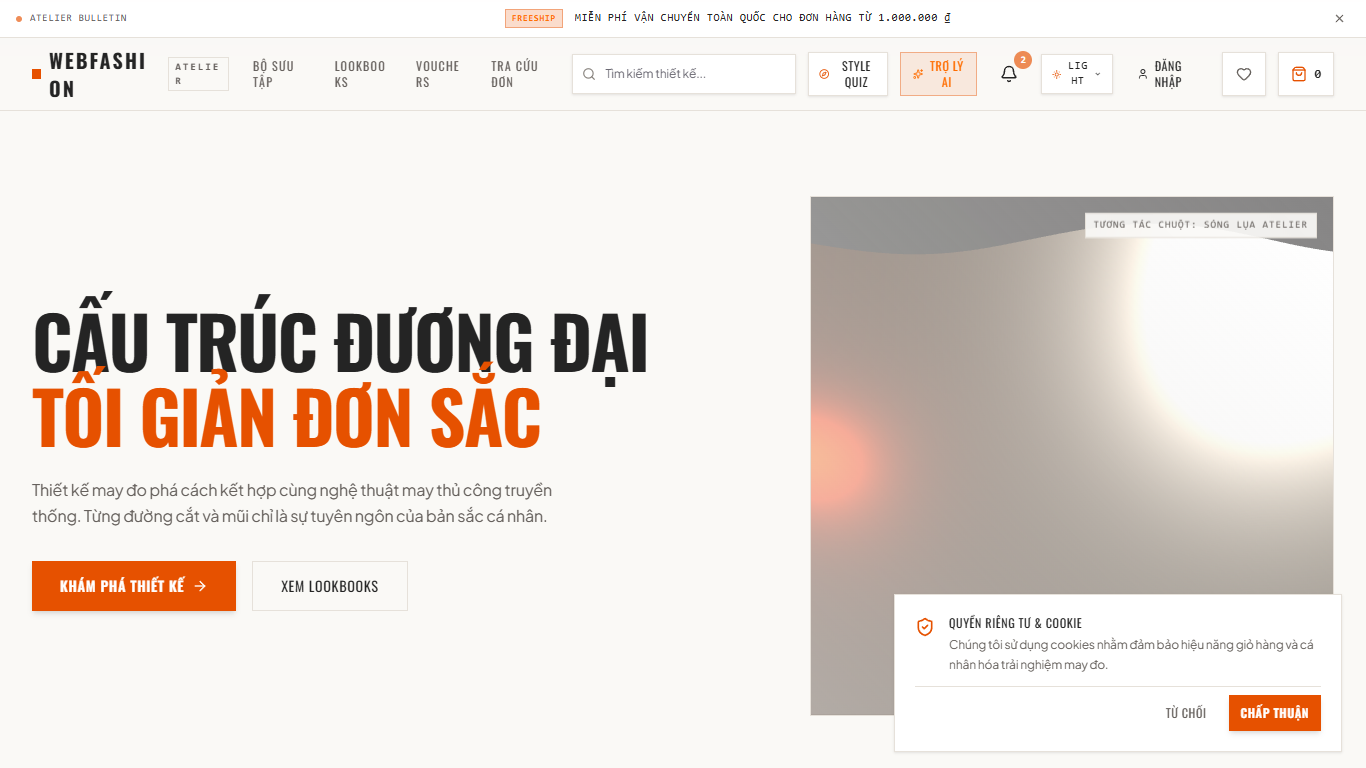 ATELIER BULLETIN
FREESHIP
MIỄN PHÍ VẬN CHUYỂN TOÀN QUỐC CHO ĐƠN HÀNG TỪ 1.000.000 ₫
WEBFASHI
ON
ATELIE
R
BỘ SƯU
TẬP
LOOKBOO
KS
VOUCHE
RS
TRA CỨU
ĐƠN
Tìm kiếm thiết kế...
STYLE
QUIZ
TRỢ LÝ
AI
2
LIG
HT
ĐĂNG
NHẬP
0
TƯƠNG TÁC CHUỘT: SÓNG LỤA ATELIER
CẤU TRÚC ĐƯƠNG ĐẠI
TỐI GIẢN ĐƠN SẮC
Thiết kế may đo phá cách kết hợp cùng nghệ thuật may thủ công truyền
thống. Từng đường cắt và mũi chỉ là sự tuyên ngôn của bản sắc cá nhân.
KHÁM PHÁ THIẾT KẾ
XEM LOOKBOOKS
QUYỀN RIÊNG TƯ & COOKIE
Chúng tôi sử dụng cookies nhằm đảm bảo hiệu năng giỏ hàng và cá
nhân hóa trải nghiệm may đo.
TỪ CHỐI
CHẤP THUẬN